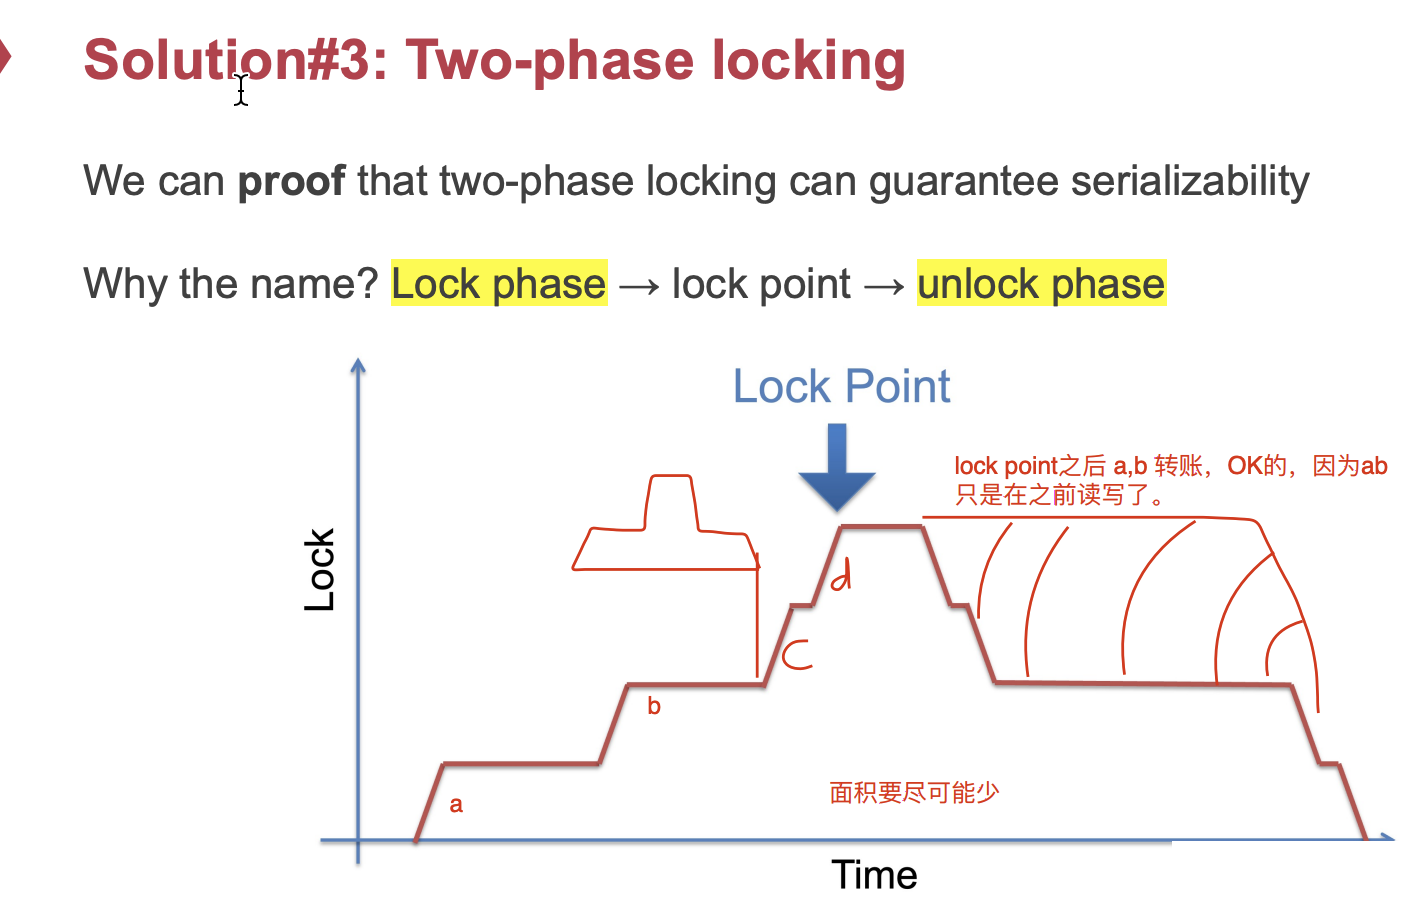 Solution#3: Two-phase locking
We can proof that two-phase locking can guarantee serializability
Why the name? Lock phase → lock point → unlock phase
Lock Point
lock point之后 a,b 转账，OK的，因为ab
只是在之前读写了。
Lock
d
c
b
a
面积要尽可能少
Time